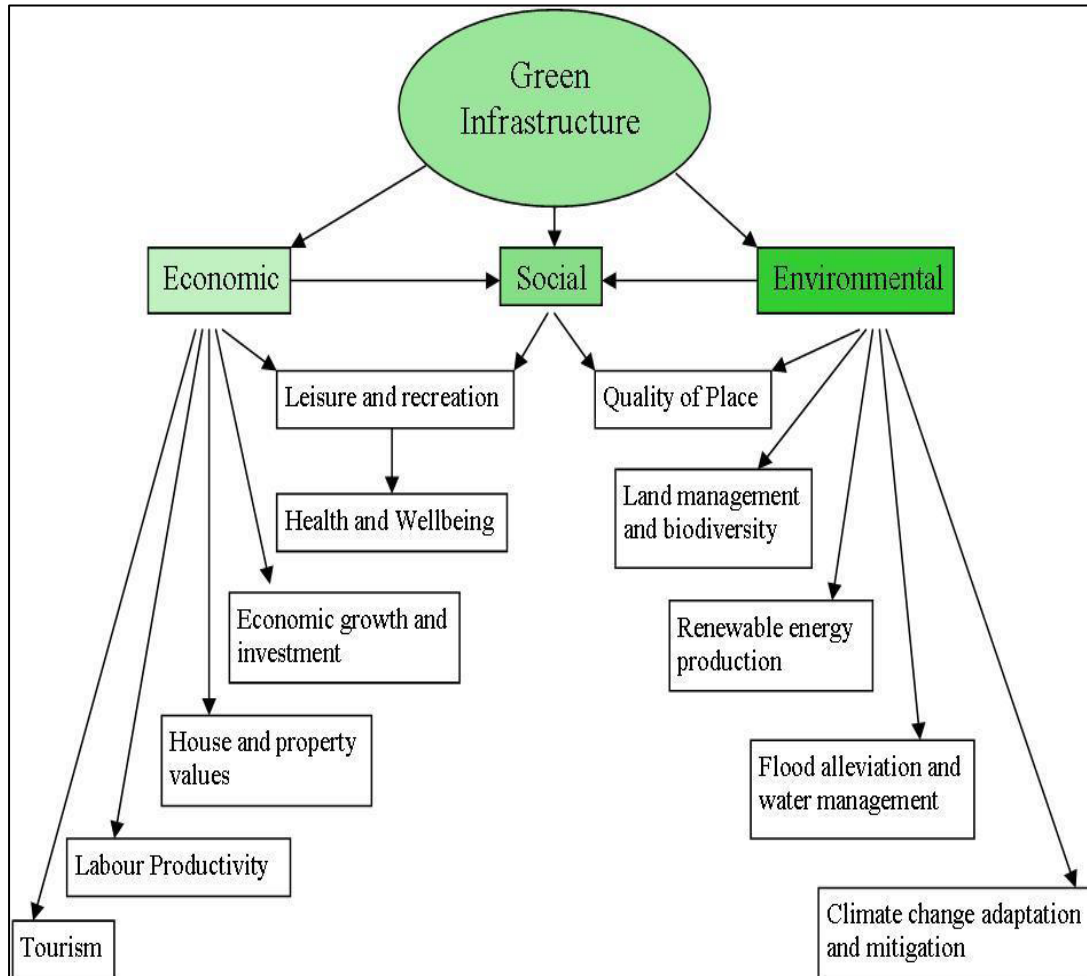 Green
Infrastructure
Economic
Social
Environmental
Leisure and recreation
Quality of Place
Health and Wellbeing
Land management
and biodiversity
Economic growth and
investment
Renewable energy
production
House and property
values
Flood alleviation and
water management
Labour Productivity
Tourism
Climate change adaptation
and mitigation